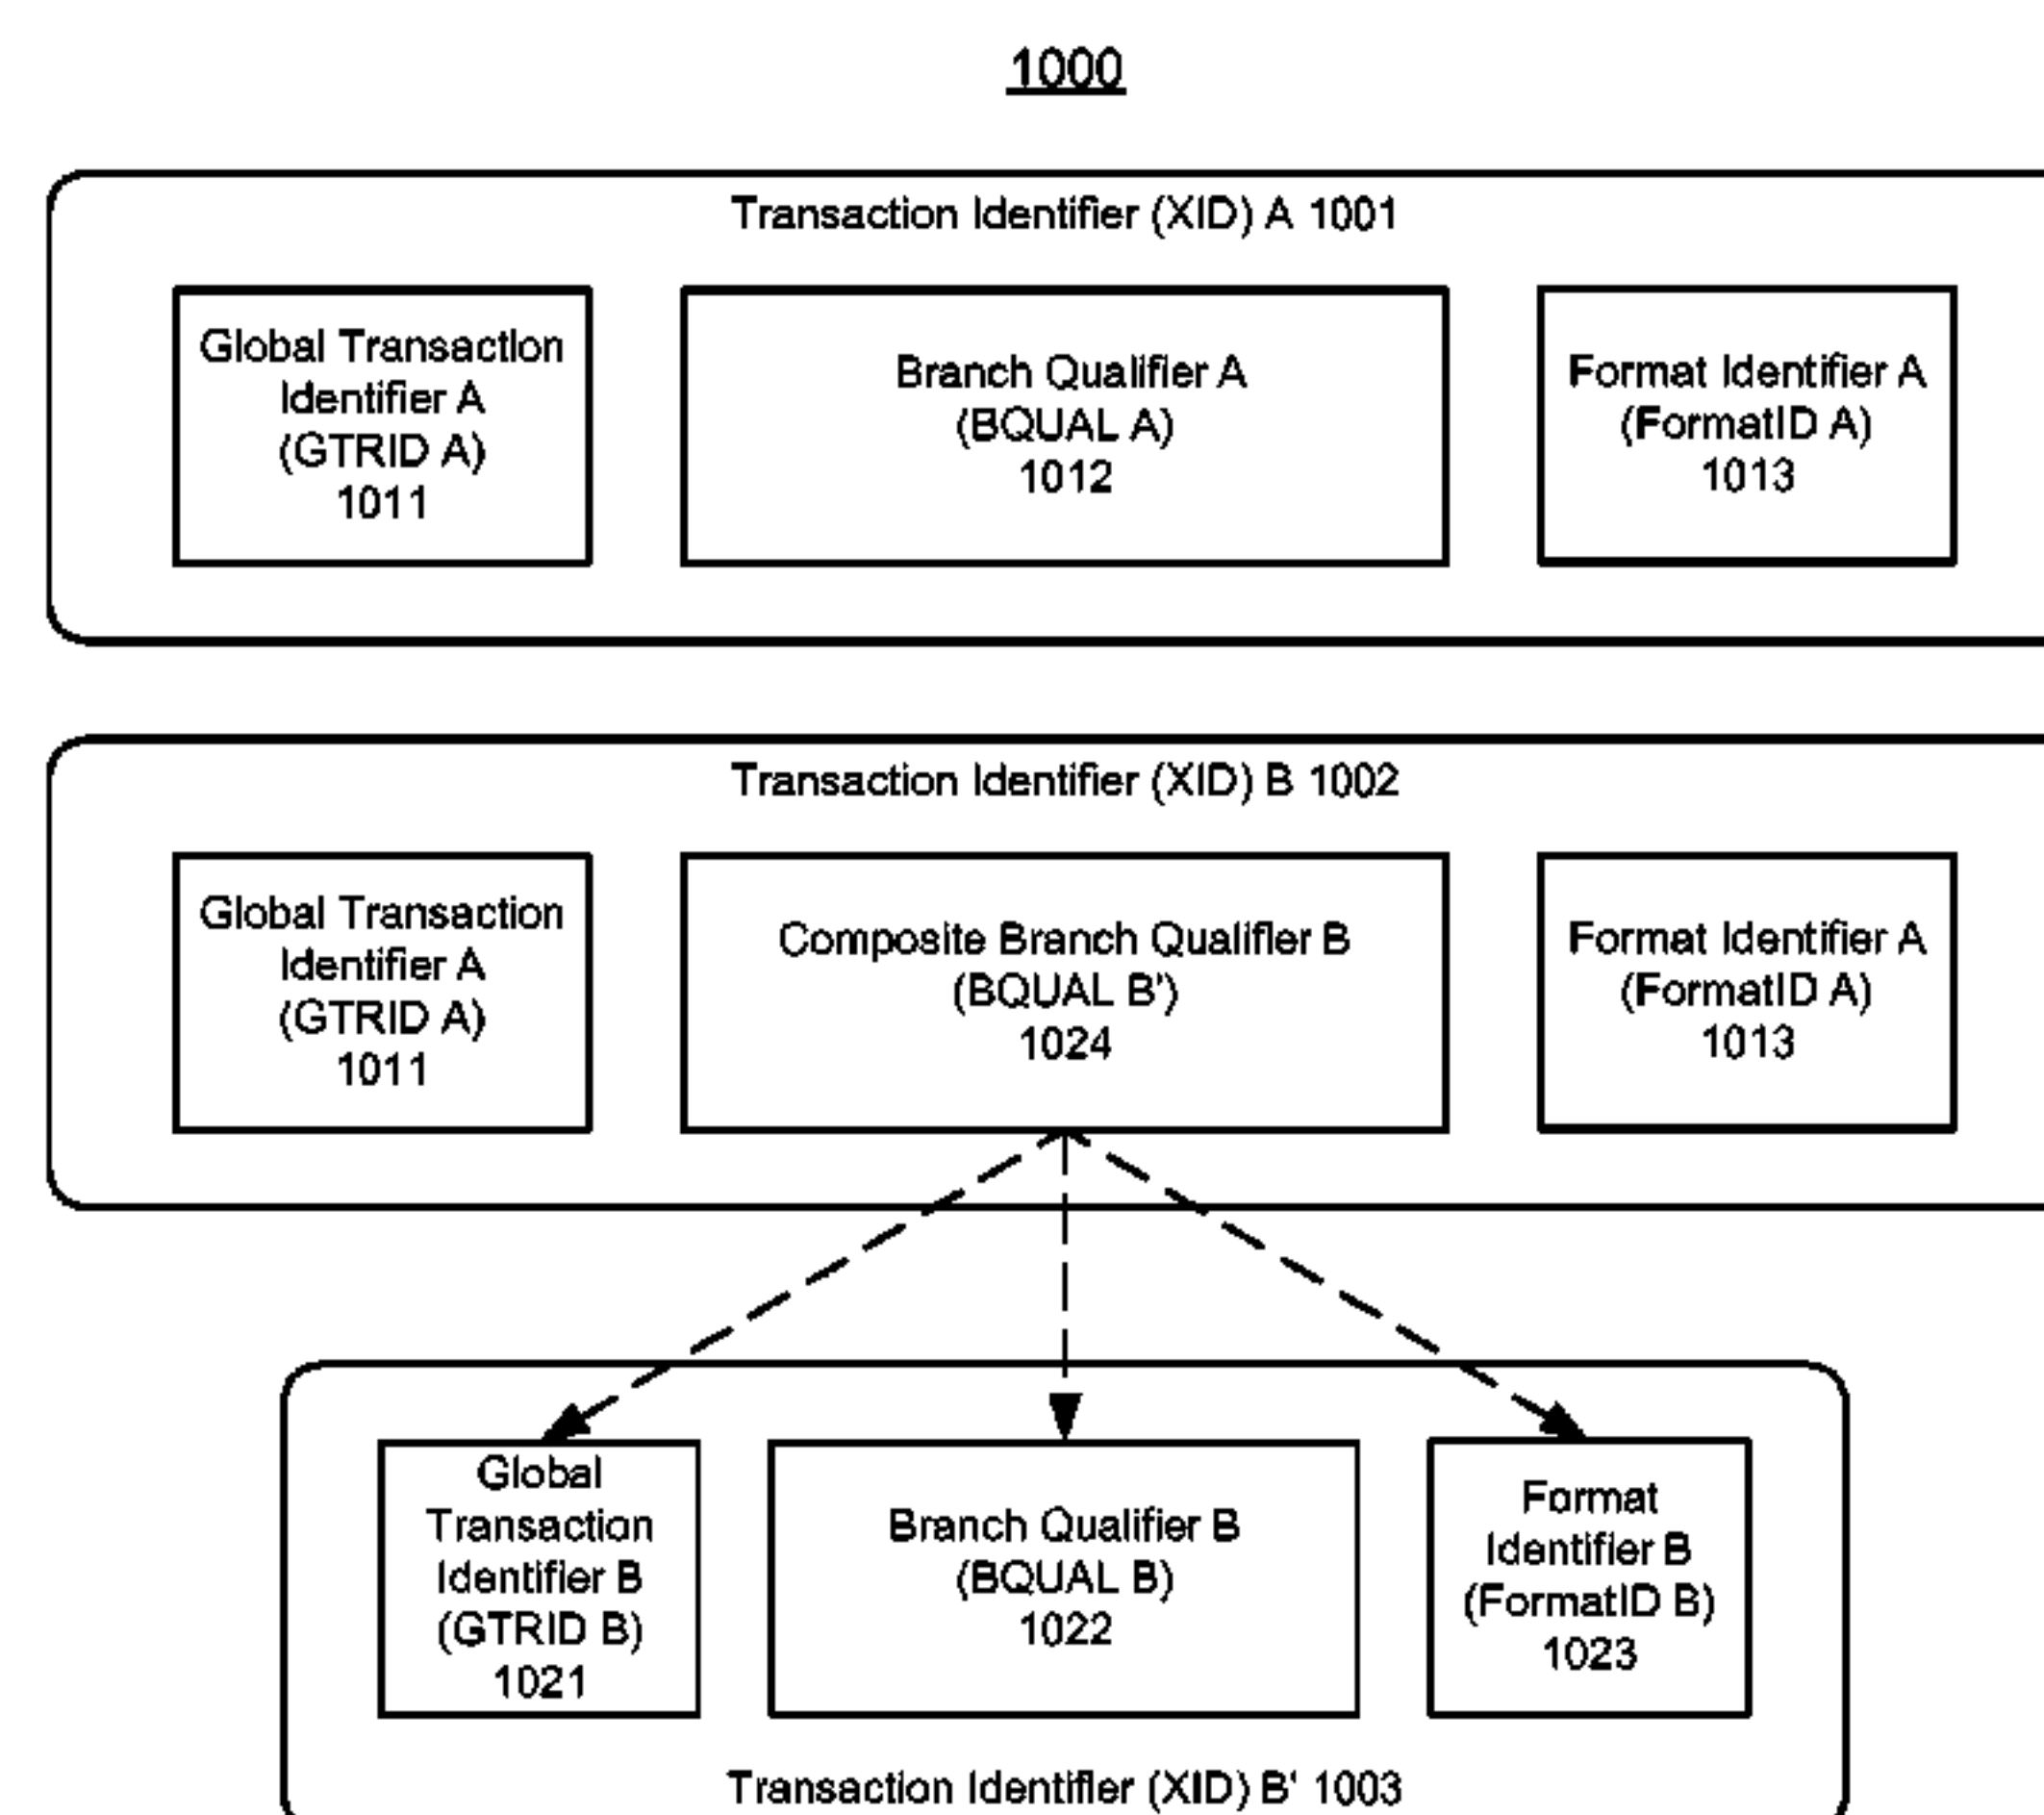 1000
Transaction Identifier (XID) A 1001
Global Transaction
Identifier A
(GTRID A)
1011
Branch Qualifier A
(BQUAL A)
1012
Format Identifier A
(FormatID A)
1013
Transaction Identifier (XID) B 1002
Global Transaction
Identifier A
(GTRID A)
1011
Composite Branch Qualifier B
(BQUAL B')
1024
Format Identifier A
(FormatID A)
1013
Global
Transaction
Identifier B
(GTRID B)
1021
Branch Qualifier B
(BQUAL B)
1022
Format
Identifier B
(FormatID B)
1023
Transaction Identifier (XID) B' 1003